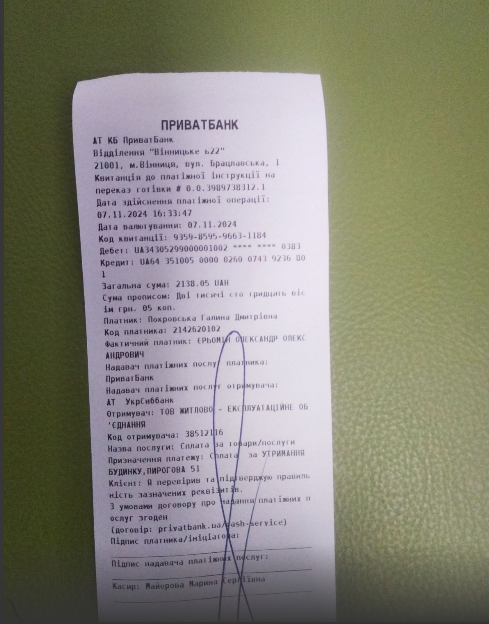 ПРИВАТБАНК
АТ КБ ПриватБанк
Відділення "Вінницьке №22"
21001, м.Вінниця, вул. Брацлавська, 1
Квитанція до платіжної інструкції на
переказ готівки # 0.0.3989738312.1
Дата здійснення платіжної операції:
07.11.2024 16:33:47
Дата валютування: 07.11.2024
Код квитанції: 9359-8595-9663-1184
Дебет: UA34305299000001002 **** **** 0383
Кредит: UA64 351005 0000 0260 0743 9236 80
1
Загальна сума: 2138.05 UAH
Сума прописом: Дві тисячі сто тридцять віс
ім грн. 05 коп.
Платник: Покровська Галина Дмитрівна
Код платника: 2142620102
Фактичний платник: ЄРЬОМІН ОЛЕКСАНДР ОЛЕКС
АНДРОВИЧ
Надавач платіжних послуг платника:
ПриватБанк
Надавач платіжних послуг отримувача:
АТ УкрСиббанк
Отримувач: ТОВ ЖИТЛОВО - ЕКСПЛУАТАЦІЙНЕ ОБ
'ЄДНАННЯ
Код отримувача: 38512116
Назва послуги: Сплата за товари/послуги
Призначення платежу: Сплата за УТРИМАННЯ
БУДИНКУ,ПИРОГОВА 51
Клієнт: Я перевірив та підтверджую правиль
ність зазначених реквізитів.
З умовами договору про надання платіжних п
ослуг згоден
(договір: privatbank.ua/cash-service)
Підпис платника/ініціатора:
Підпис надавача платіжних послуг:
Касир: Майорова Марина Сергіївна